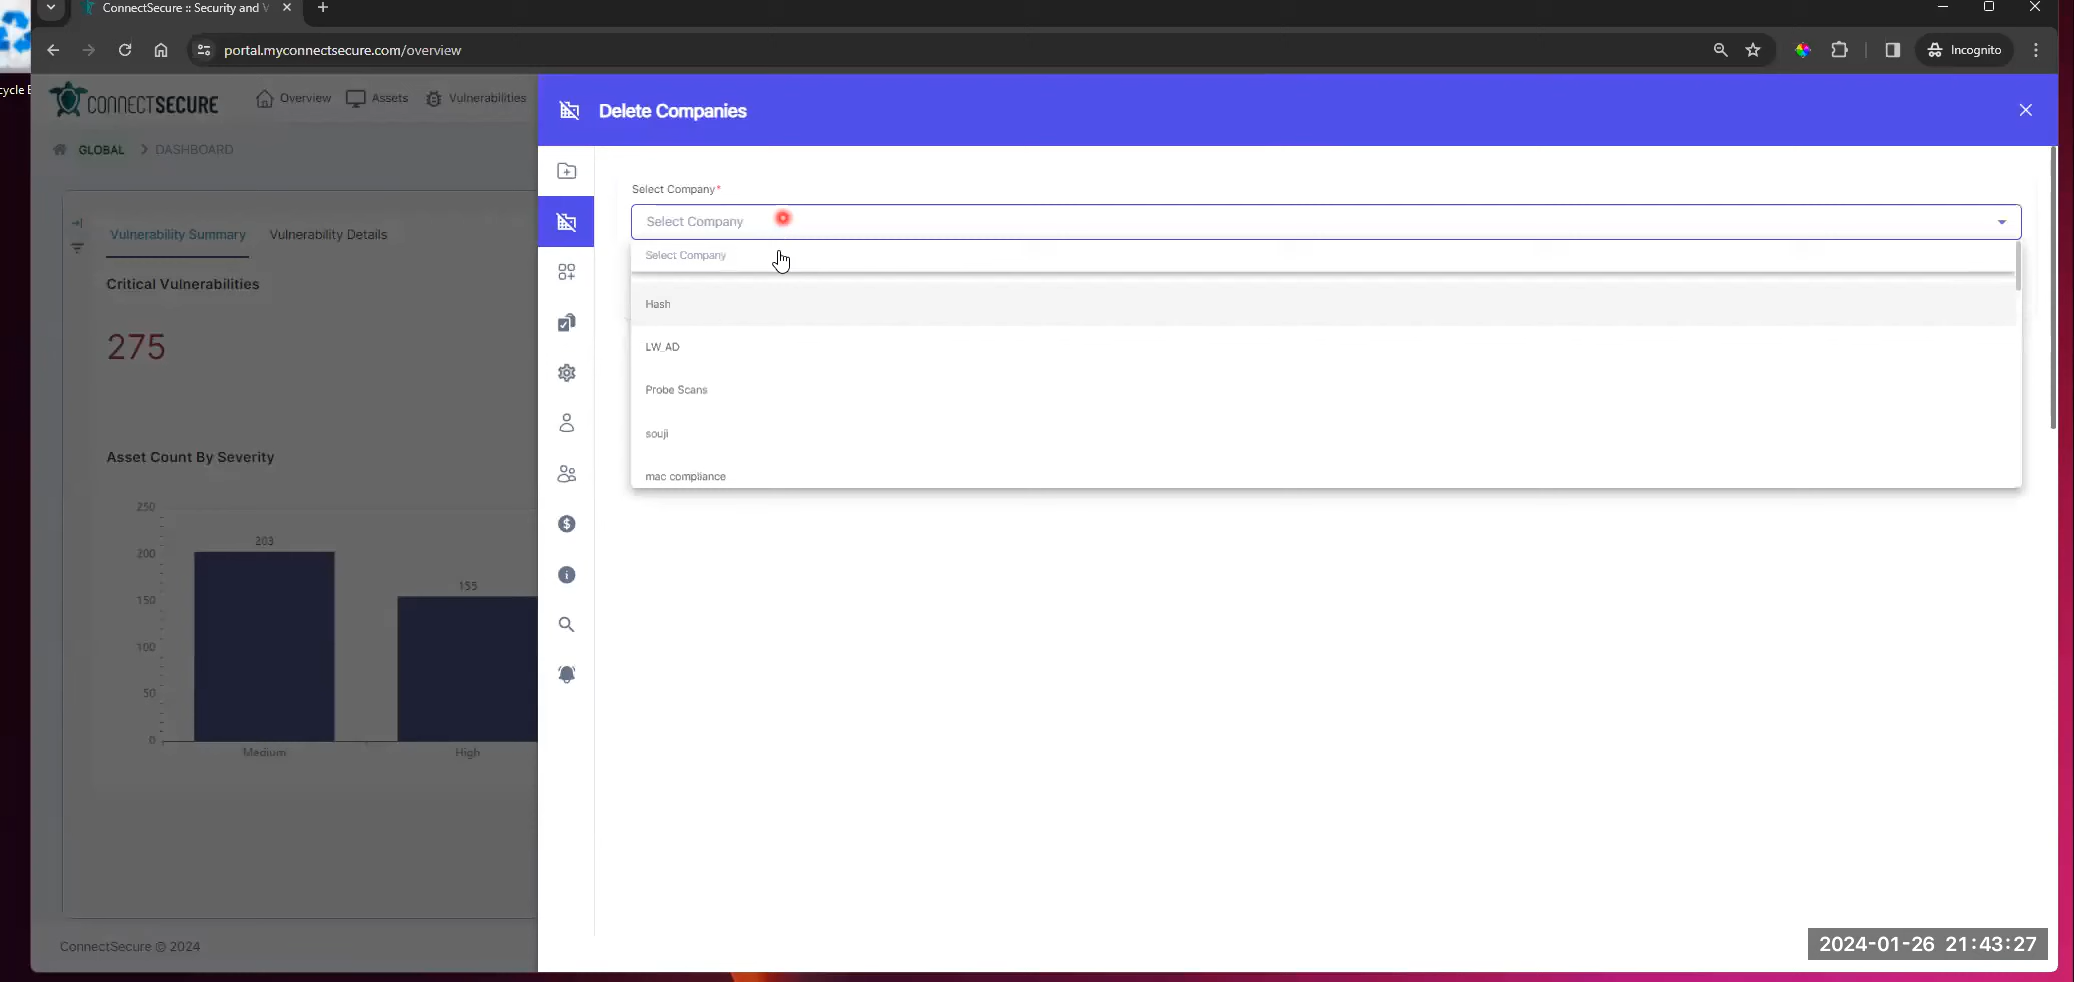 ConnectSecure :: Security and V
portal.myconnectsecure.com/overview
Incognito
cycle B
CONNECTSECURE
Overview
Assets
Vulnerabilities
Delete Companies
GLOBAL
DASHBOARD
Select Company*
Select Company
Select Company
Hash
LW_AD
Probe Scans
souji
mac compliance
Vulnerability Summary
Vulnerability Details
Critical Vulnerabilities
275
Asset Count By Severity
250
203
200
155
150
100
50
0
Medium
High
ConnectSecure © 2024
2024-01-26 21:43:27